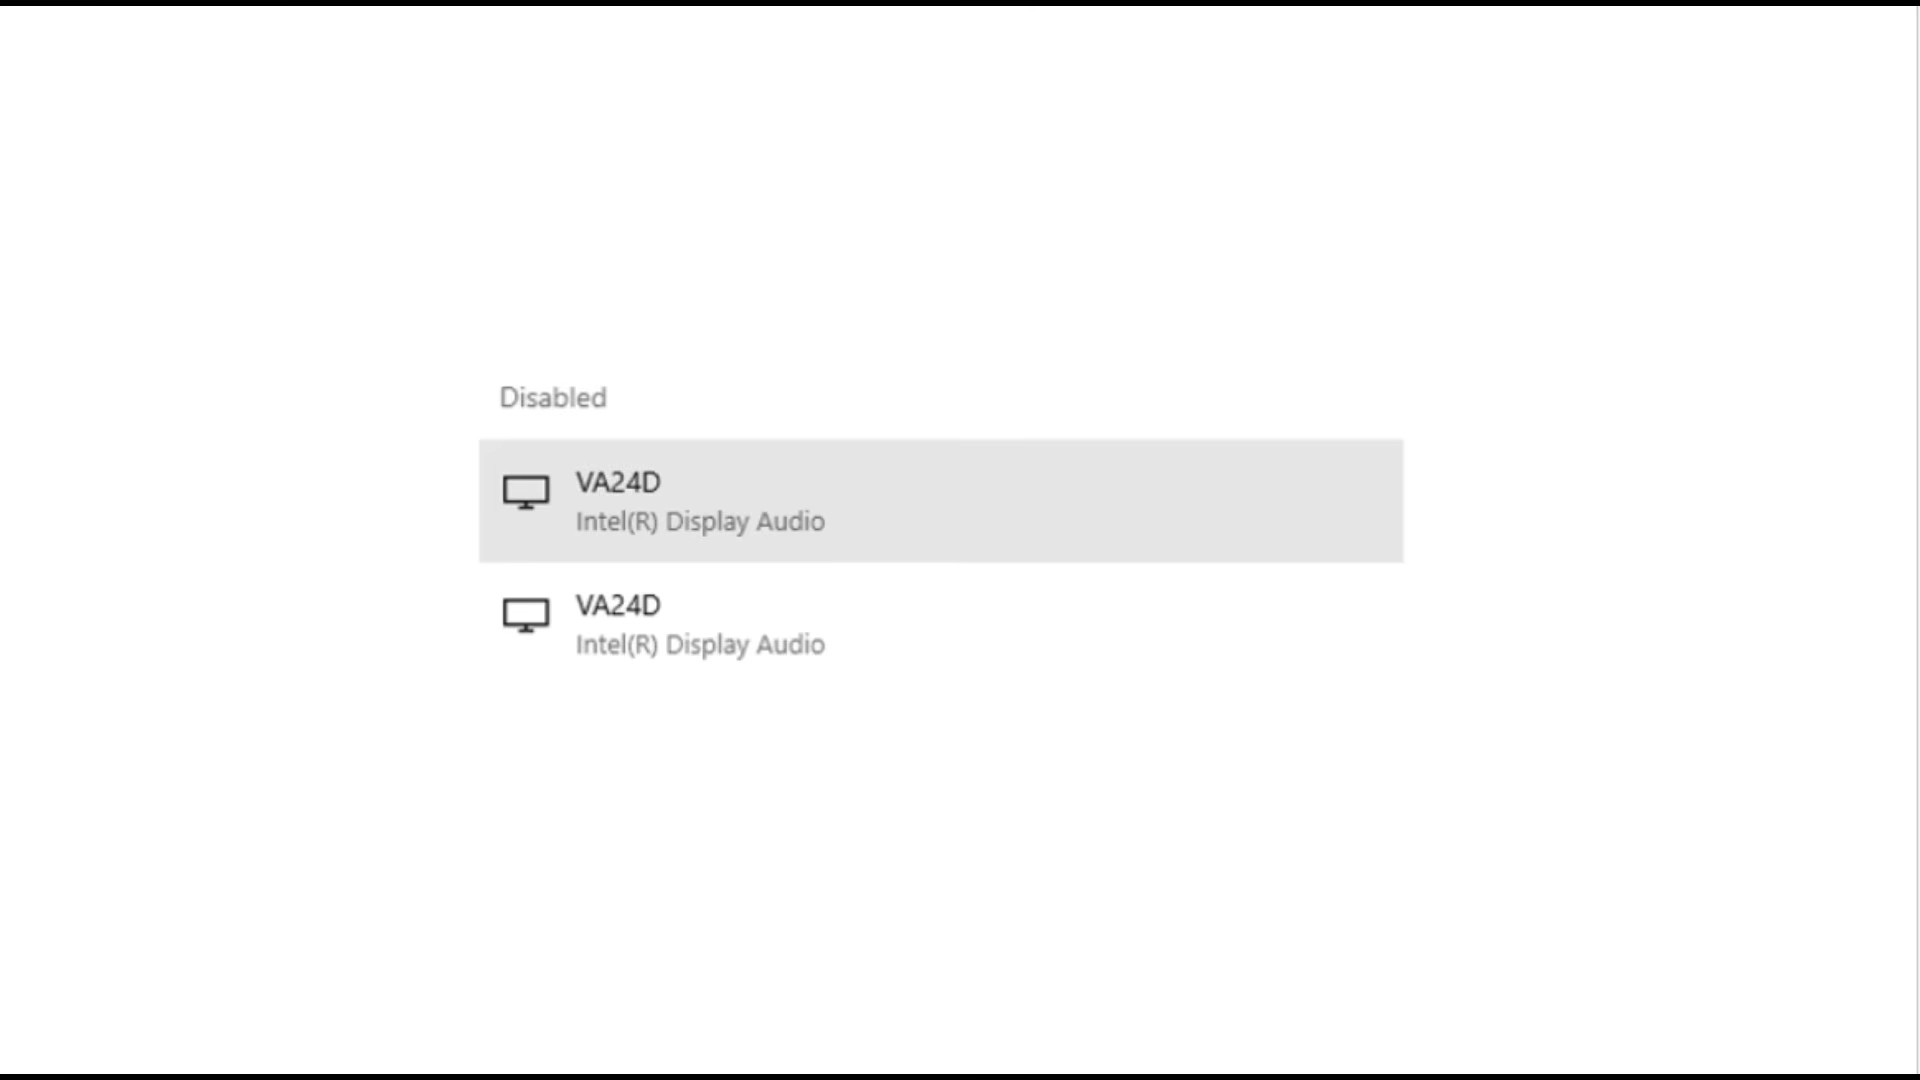 Disabled
VA24D
Intel(R) Display Audio
VA24D
Intel(R) Display Audio